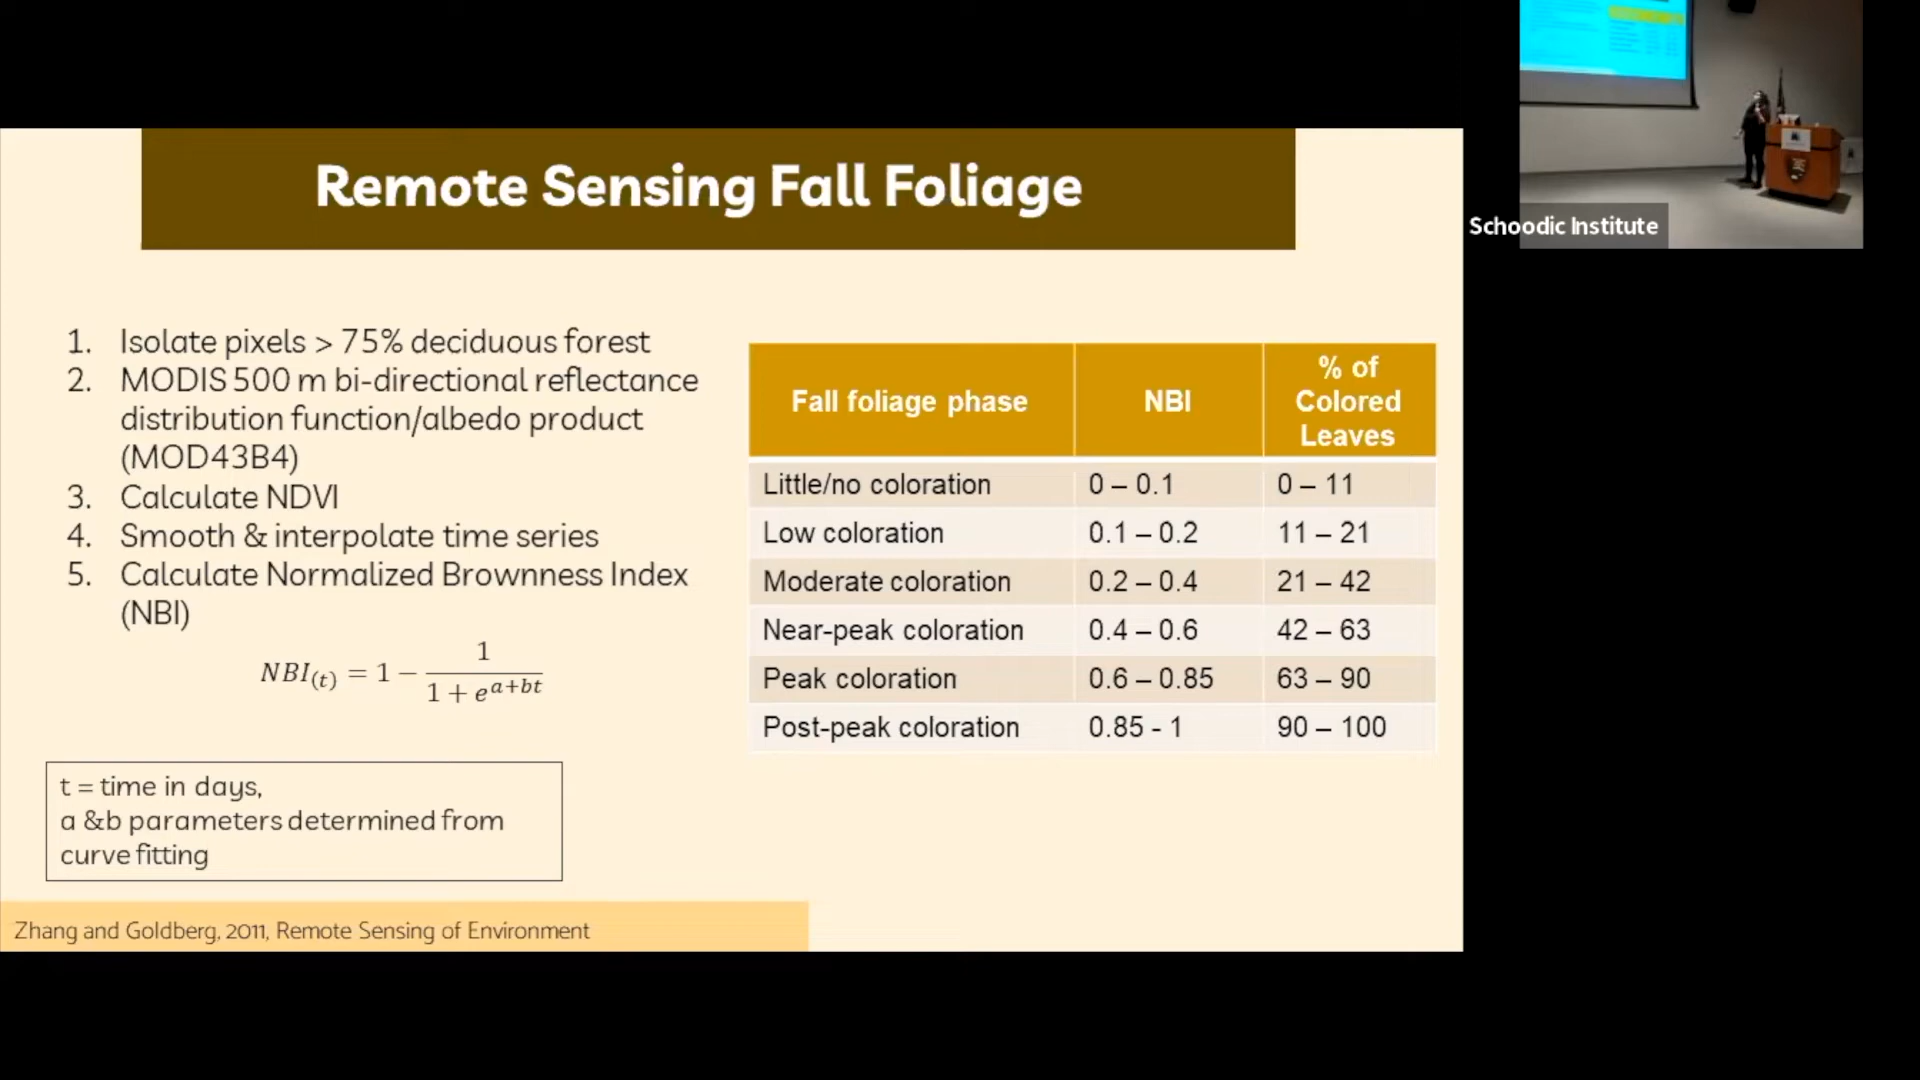 Remote Sensing Fall Foliage
Schoodic Institute
1. Isolate pixels > 75% deciduous forest
2. MODIS 500 m bi-directional reflectance
distribution function/albedo product
(MOD43B4)
3. Calculate NDVI
4. Smooth & interpolate time series
5. Calculate Normalized Brownness Index
(NBI)
NBI(t) = 1 − 1 / (1 + e^(a+bt))
t = time in days,
a &b parameters determined from
curve fitting
Fall foliage phase NBI % of Colored Leaves
Little/no coloration 0 – 0.1 0 – 11
Low coloration 0.1 – 0.2 11 – 21
Moderate coloration 0.2 – 0.4 21 – 42
Near-peak coloration 0.4 – 0.6 42 – 63
Peak coloration 0.6 – 0.85 63 – 90
Post-peak coloration 0.85 - 1 90 – 100
Zhang and Goldberg, 2011, Remote Sensing of Environment